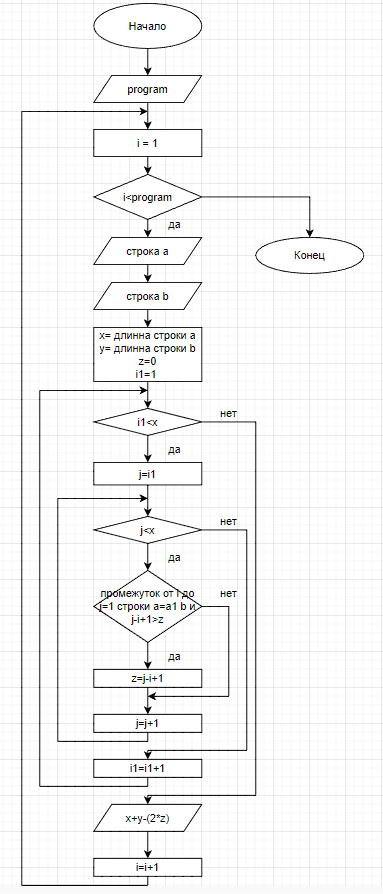 Начало
program
i = 1
i<program
да
строка a
Конец
строка b
x= длинна строки a
y= длинна строки b
z=0
i1=1
нет
i1<x
да
j=i1
нет
j<x
да
промежуток от i до
j=1 строки a=a1 b и
j-i+1>z
нет
да
z=j-i+1
j=j+1
i1=i1+1
x+y-(2*z)
i=i+1